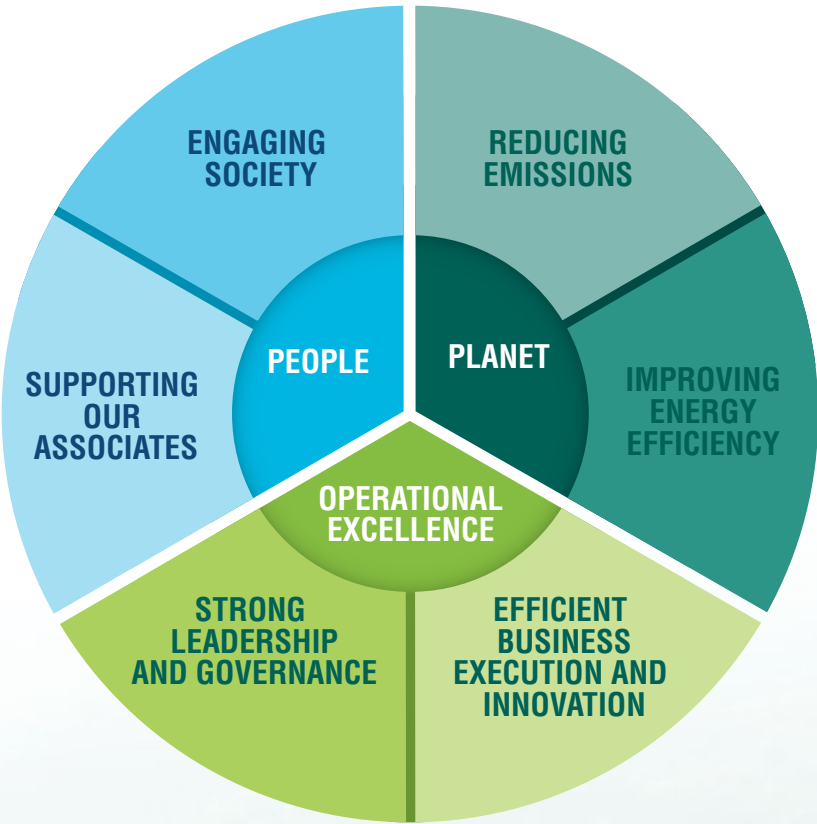 ENGAGING
SOCIETY
REDUCING
EMISSIONS
PEOPLE
PLANET
SUPPORTING
OUR
ASSOCIATES
IMPROVING
ENERGY
EFFICIENCY
OPERATIONAL
EXCELLENCE
STRONG
LEADERSHIP
AND GOVERNANCE
EFFICIENT
BUSINESS
EXECUTION AND
INNOVATION